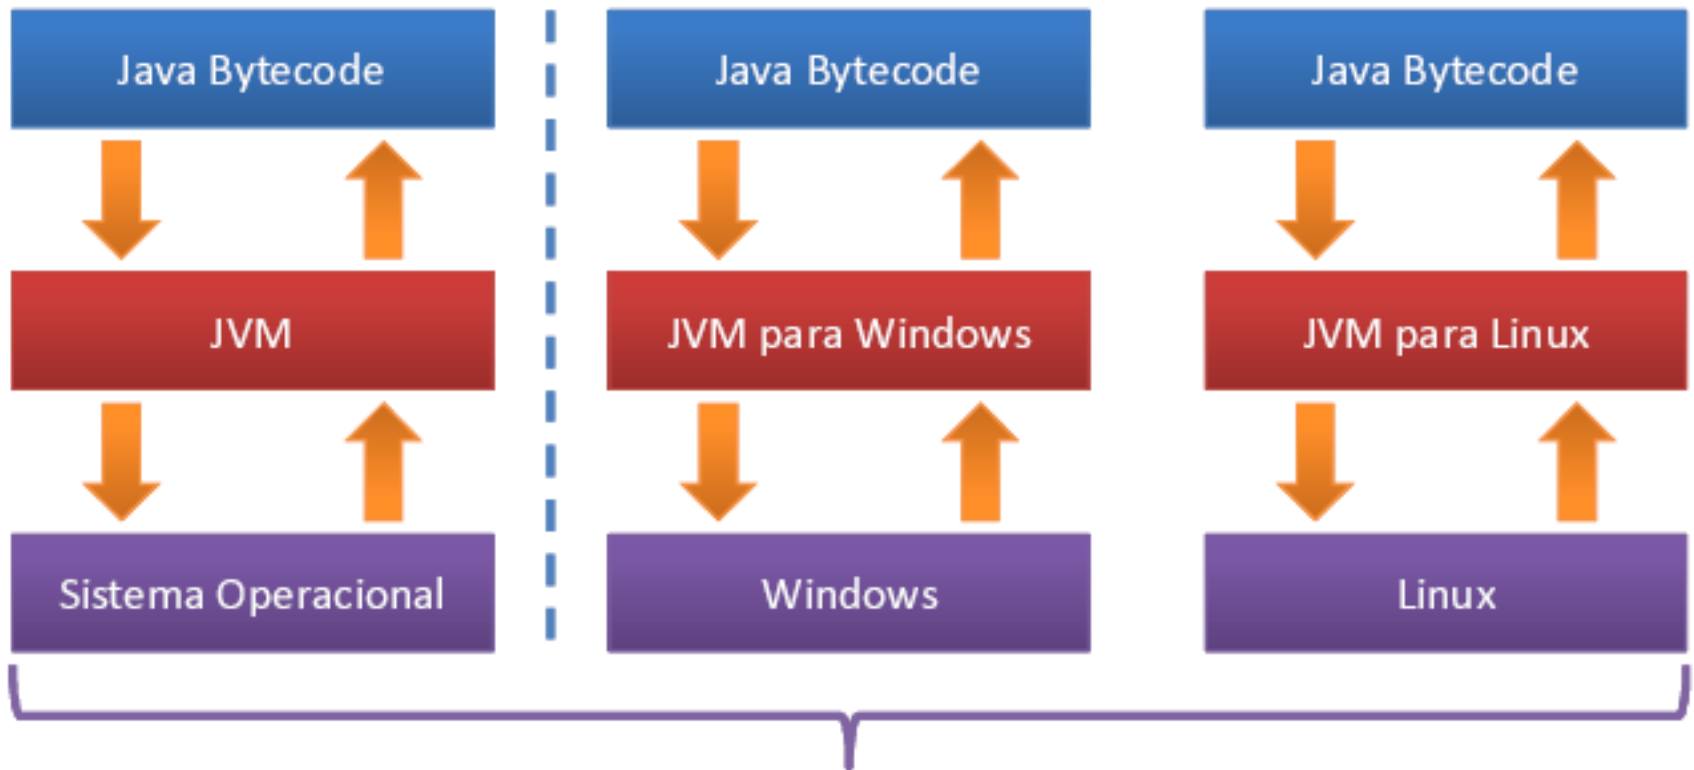 Java Bytecode
Java Bytecode
Java Bytecode
JVM
JVM para Windows
JVM para Linux
Sistema Operacional
Windows
Linux